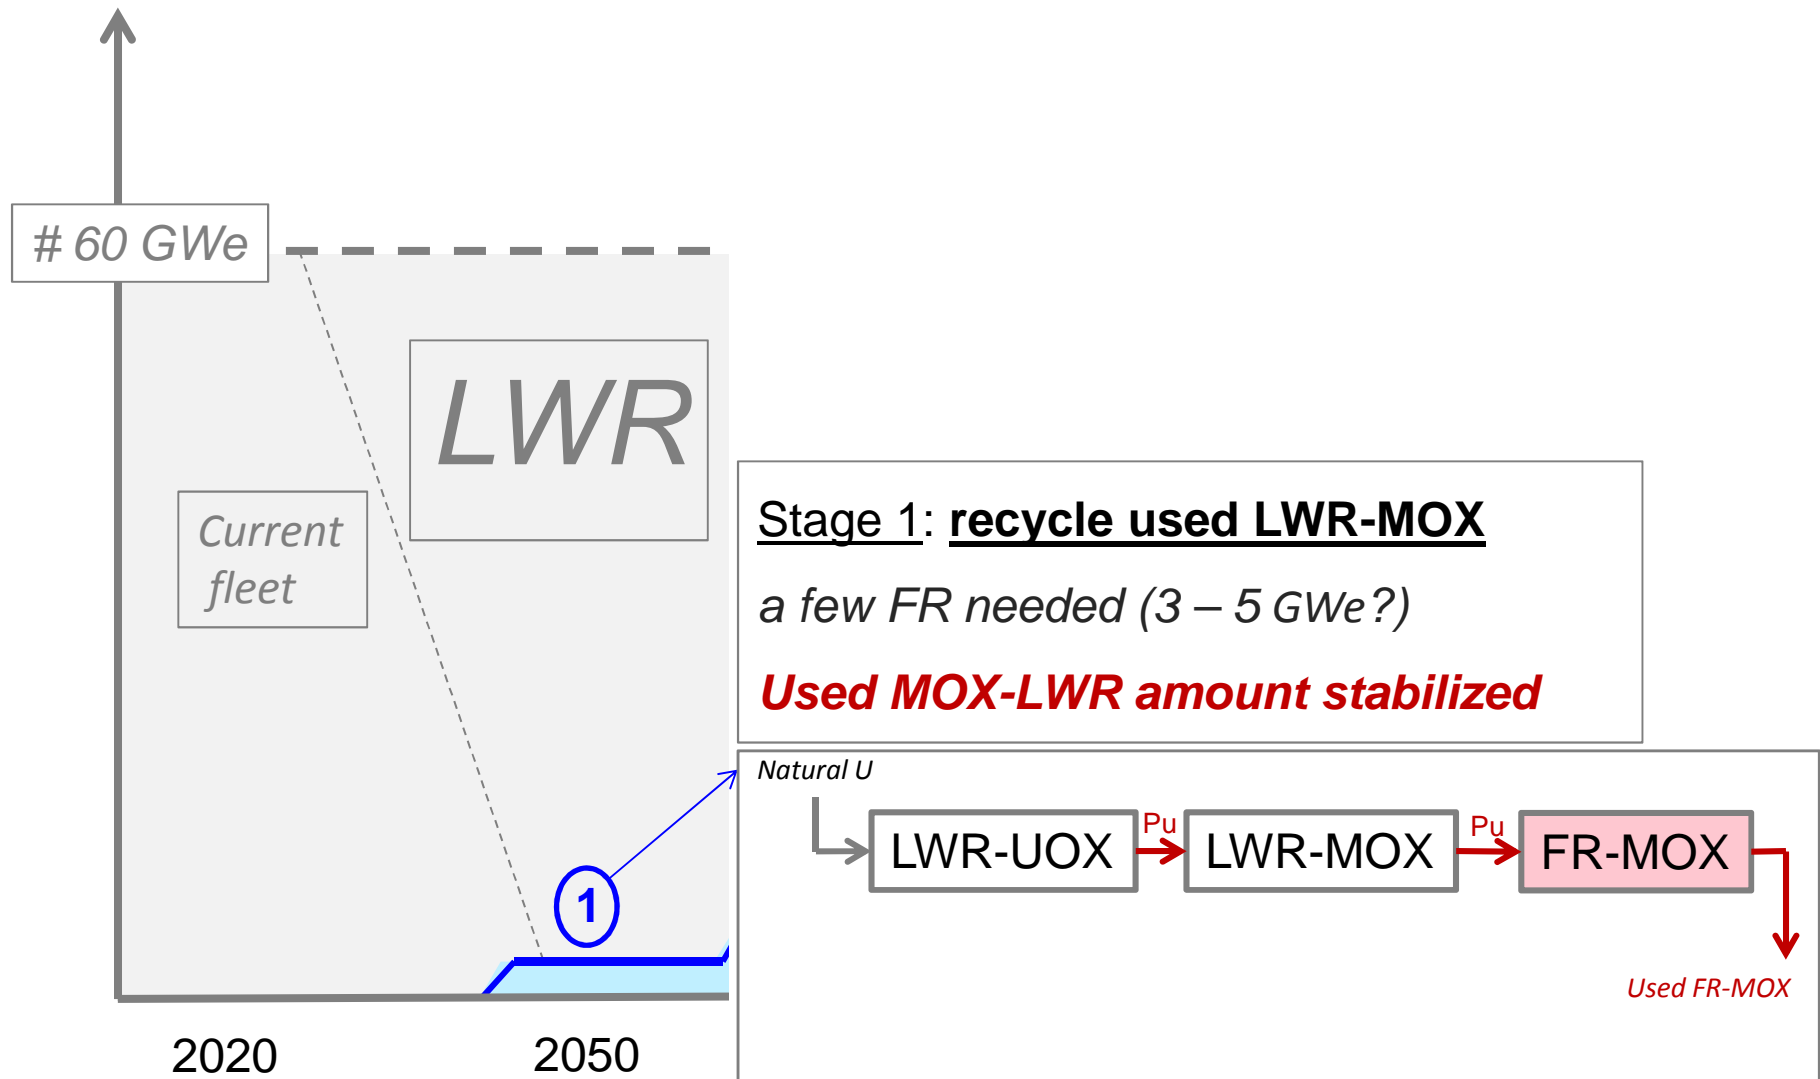 # 60 GWe
LWR
Current
fleet
Stage 1: recycle used LWR-MOX
a few FR needed (3 – 5 GWe?)
Used MOX-LWR amount stabilized
Natural U
LWR-UOX
Pu
LWR-MOX
Pu
FR-MOX
Used FR-MOX
1
2020
2050